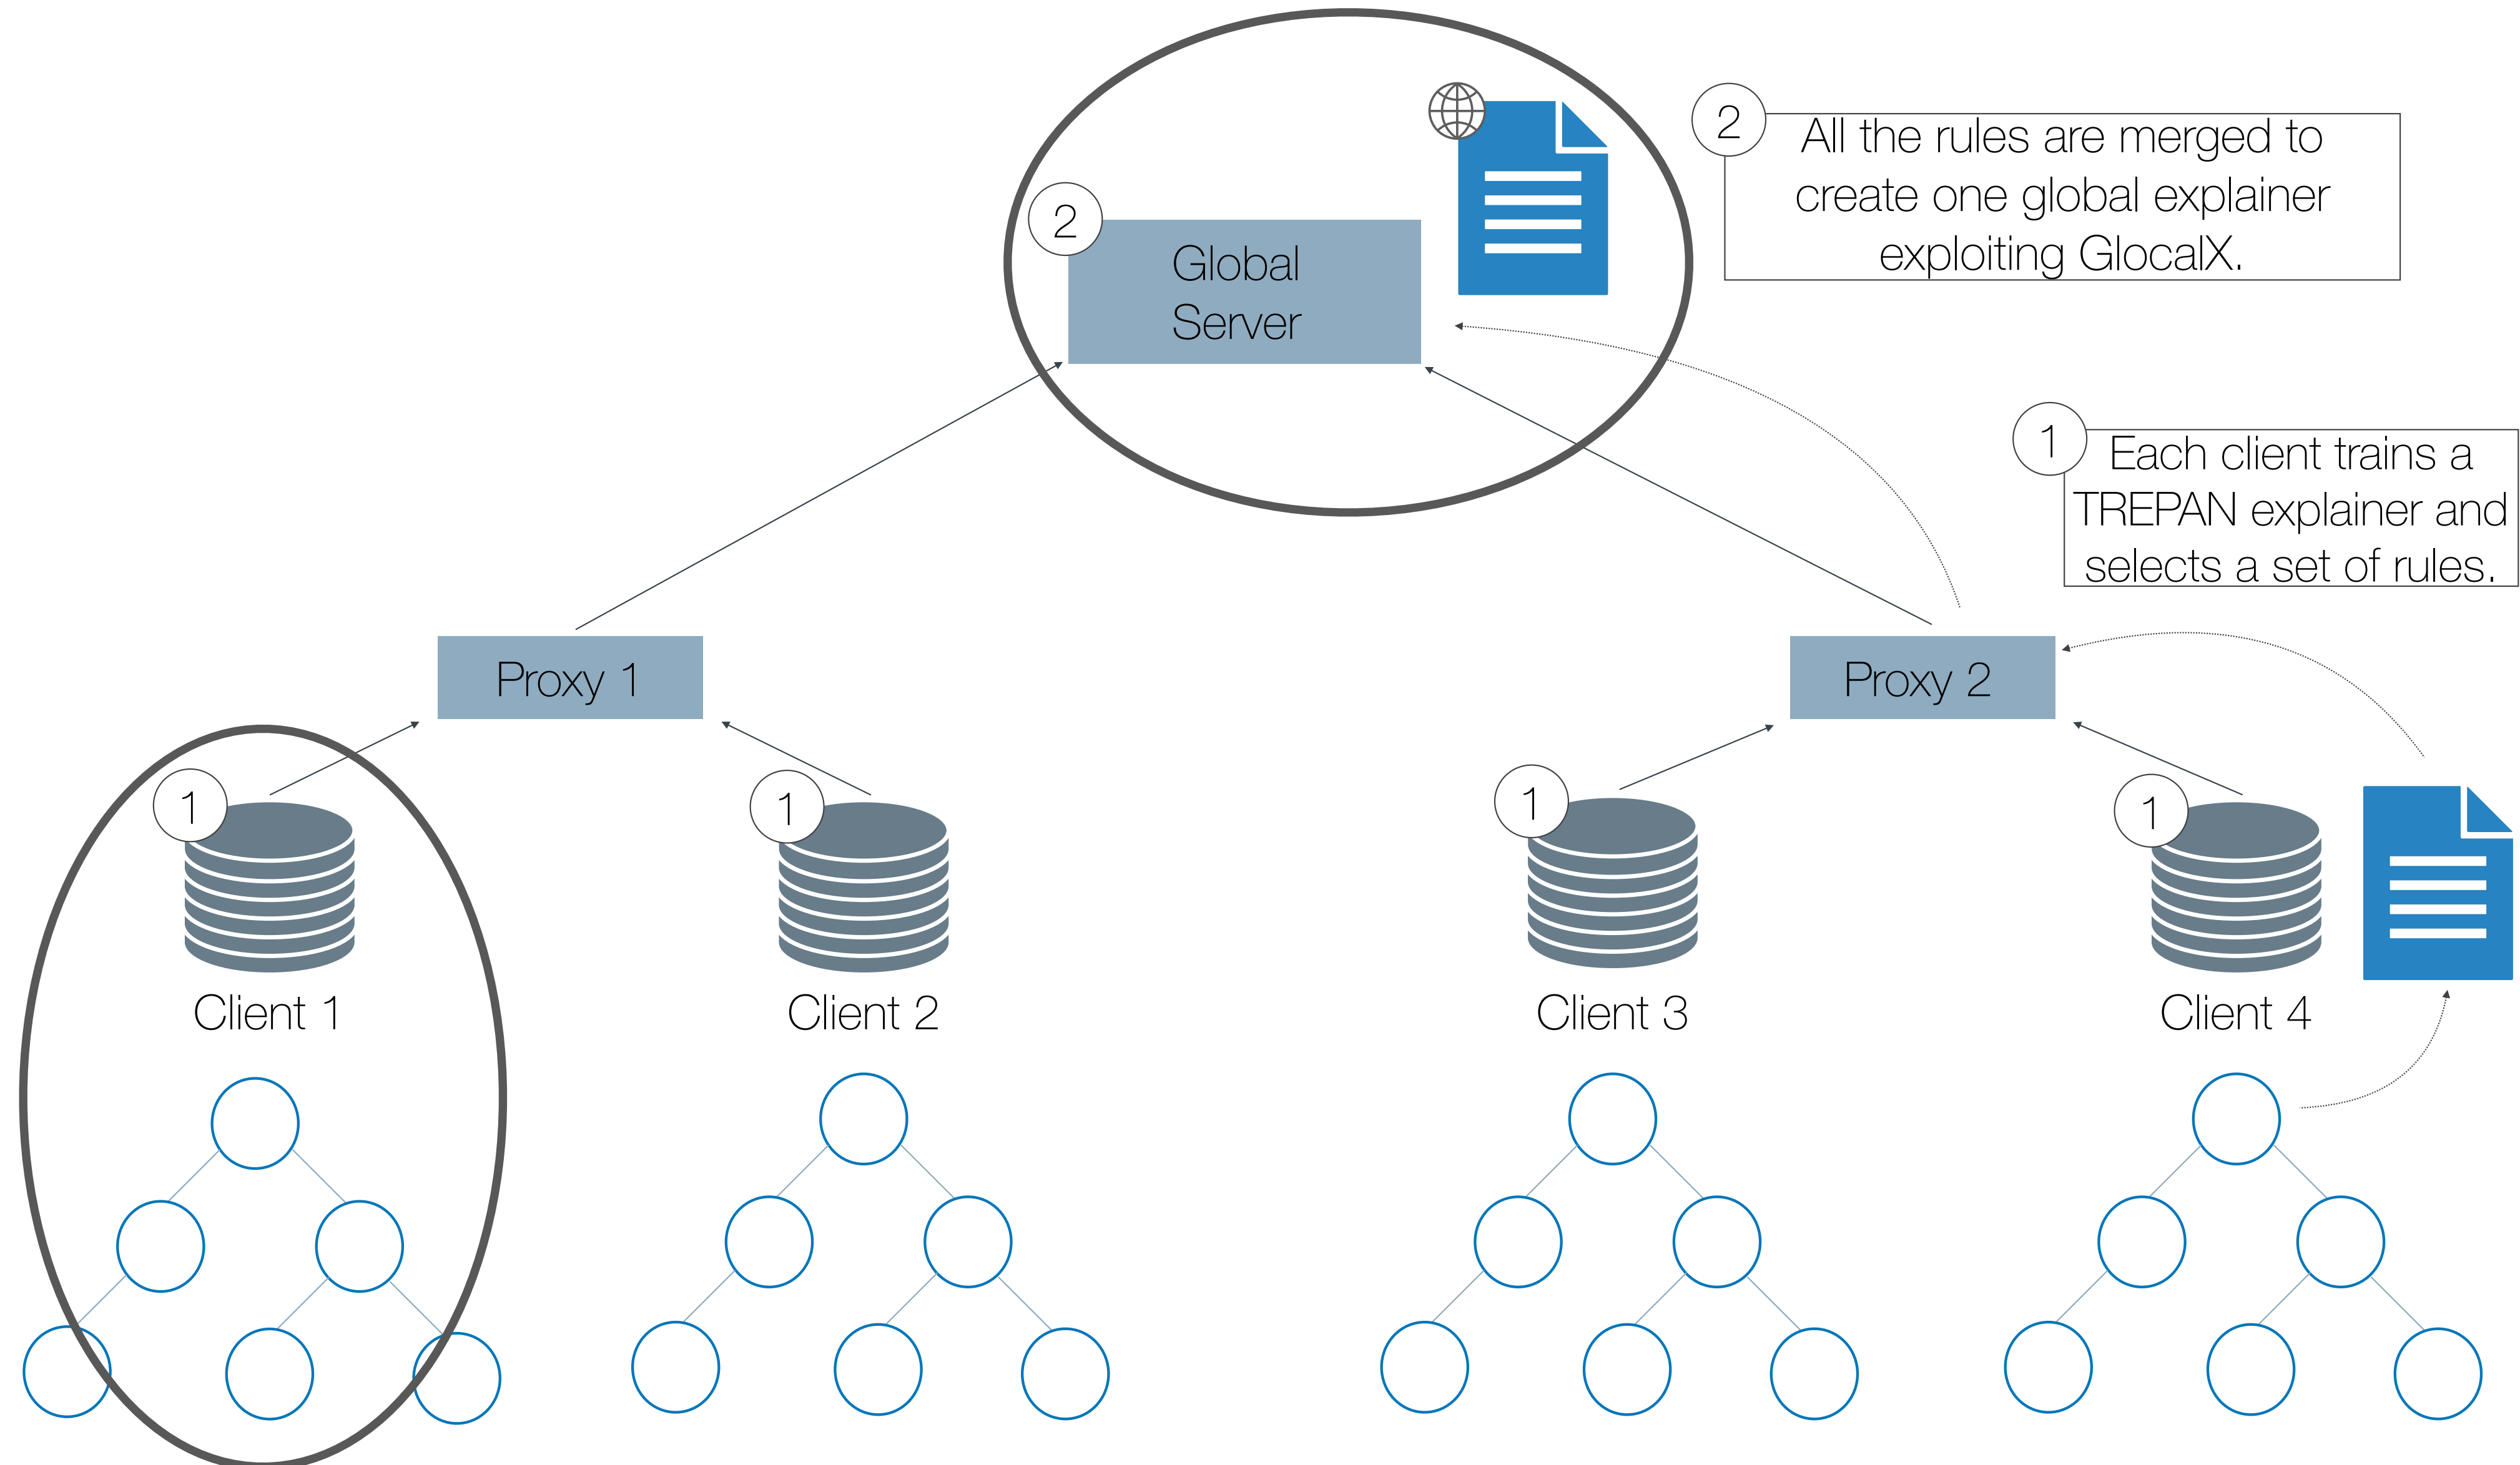 2
All the rules are merged to
create one global explainer
exploiting GlocalX.
2
Global
Server
1
Each client trains a
TREPAN explainer and
selects a set of rules.
Proxy 1
Proxy 2
1
1
1
1
Client 1
Client 2
Client 3
Client 4